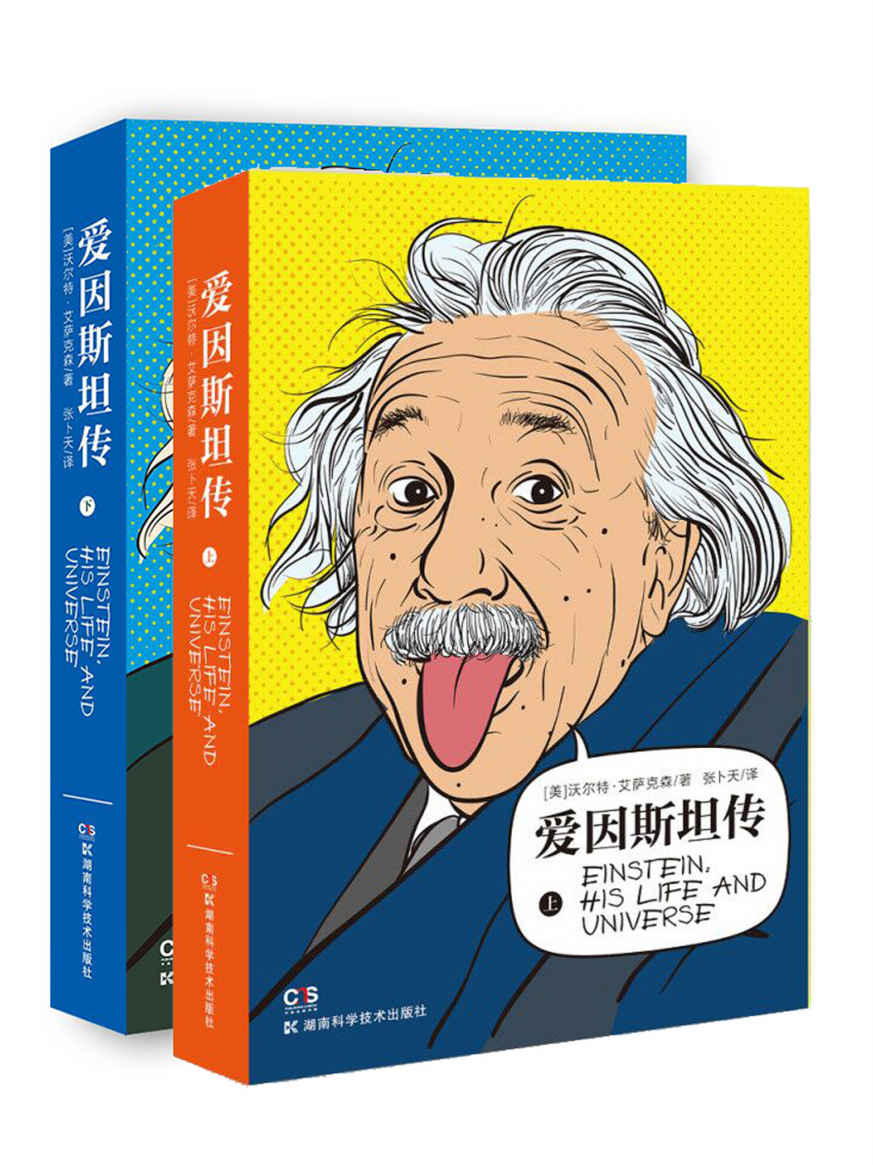 爱因斯坦传
[美]沃尔特·艾萨克森/著 张卜天/译
下
EINSTEIN:
HIS LIFE AND
UNIVERSE
湖南科学技术出版社
爱因斯坦传
[美]沃尔特·艾萨克森/著 张卜天/译
上
EINSTEIN:
HIS LIFE AND
UNIVERSE
湖南科学技术出版社
[美]沃尔特·艾萨克森/著 张卜天/译
爱因斯坦传
上
EINSTEIN:
HIS LIFE AND
UNIVERSE
湖南科学技术出版社